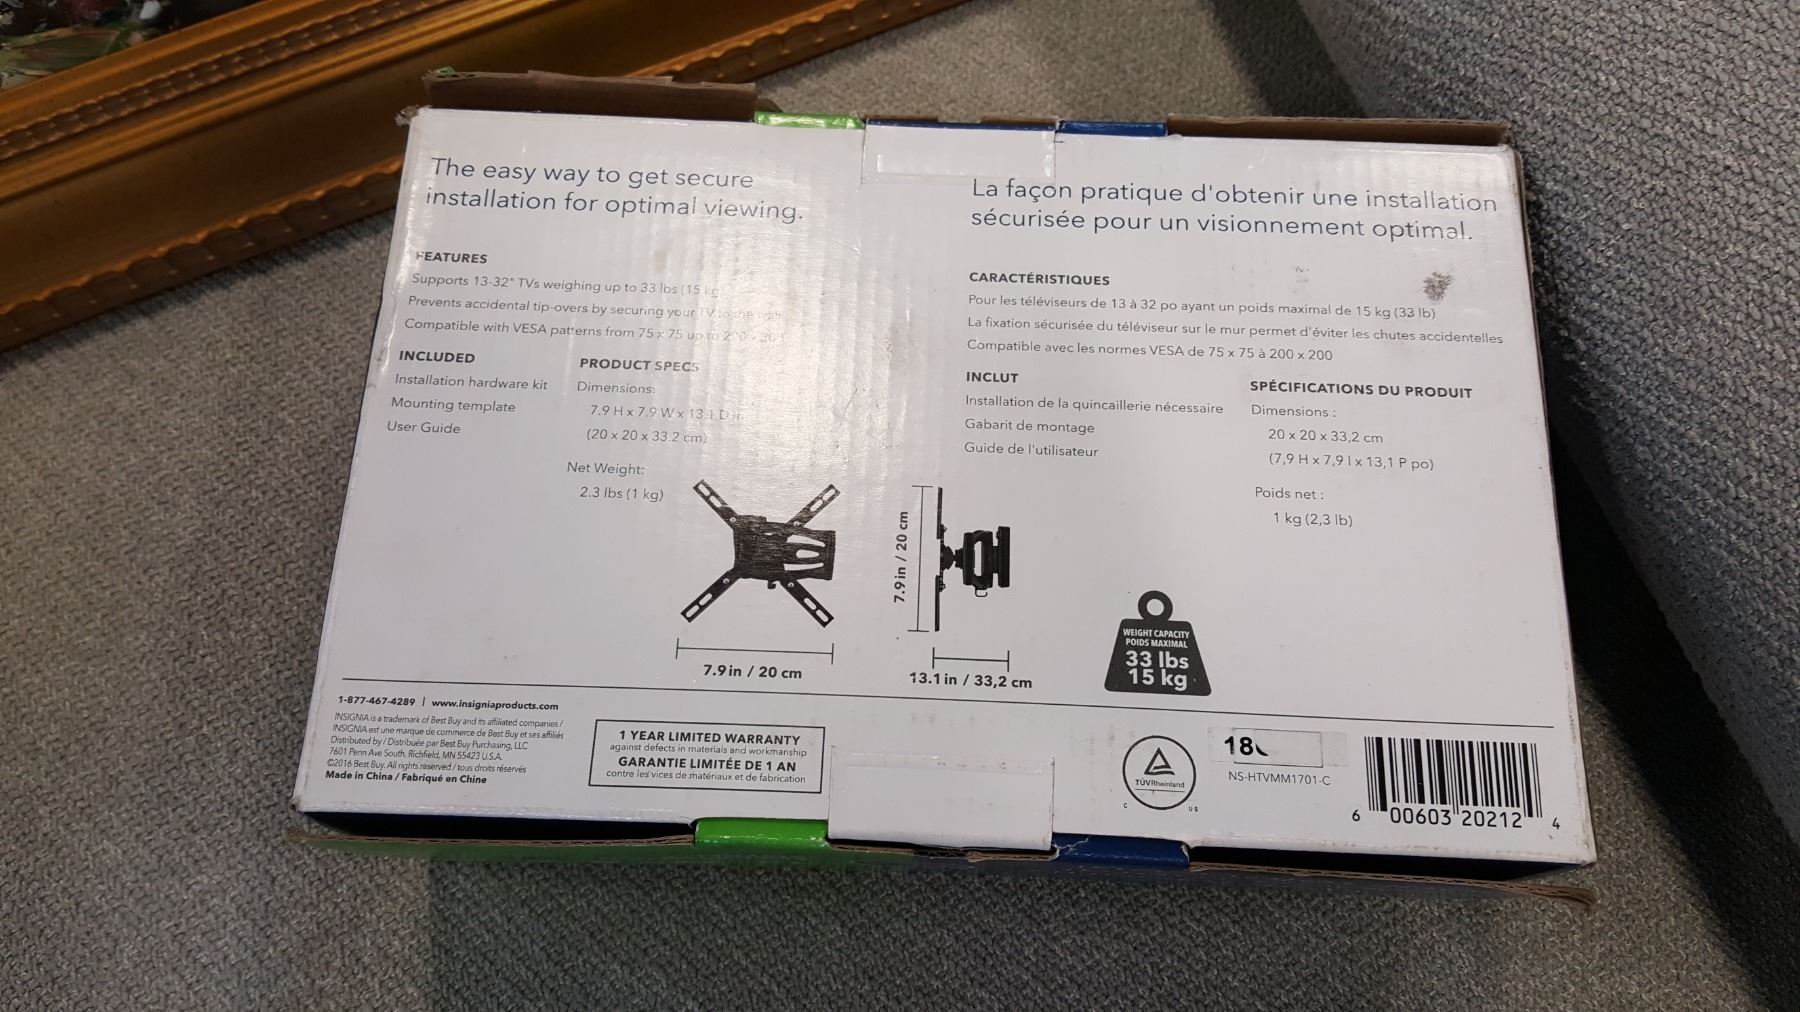 The easy way to get secure
installation for optimal viewing.
FEATURES
Supports 13-32" TVs weighing up to 33 lbs (15 kg)
Prevents accidental tip-overs by securing your TV to the wall
Compatible with VESA patterns from 75 x 75 up to 200 x 200
INCLUDED
Installation hardware kit
Mounting template
User Guide
PRODUCT SPECS
Dimensions:
7.9 H x 7.9 W x 13.1 D in.
(20 x 20 x 33.2 cm)
Net Weight:
2.3 lbs (1 kg)
La façon pratique d'obtenir une installation
sécurisée pour un visionnement optimal.
CARACTÉRISTIQUES
Pour les téléviseurs de 13 à 32 po ayant un poids maximal de 15 kg (33 lb)
La fixation sécurisée du téléviseur sur le mur permet d'éviter les chutes accidentelles
Compatible avec les normes VESA de 75 x 75 à 200 x 200
INCLUT
Installation de la quincaillerie nécessaire
Gabarit de montage
Guide de l'utilisateur
SPÉCIFICATIONS DU PRODUIT
Dimensions :
20 x 20 x 33,2 cm
(7,9 H x 7,9 l x 13,1 P po)
Poids net :
1 kg (2,3 lb)
7.9 in / 20 cm
7.9 in / 20 cm
13.1 in / 33,2 cm
WEIGHT CAPACITY
POIDS MAXIMAL
33 lbs
15 kg
1-877-467-4289 | www.insigniaproducts.com
INSIGNIA is a trademark of Best Buy and its affiliated companies /
INSIGNIA est une marque de commerce de Best Buy et ses affiliés
Distributed by / Distribuée par Best Buy Purchasing, LLC
7601 Penn Ave South, Richfield, MN 55423 U.S.A.
©2016 Best Buy. All rights reserved / tous droits réservés
Made in China / Fabriqué en Chine
1 YEAR LIMITED WARRANTY
against defects in materials and workmanship
GARANTIE LIMITÉE DE 1 AN
contre les vices de matériaux et de fabrication
TÜVRheinland
C US
18
NS-HTVMM1701-C
6 00603 20212 4